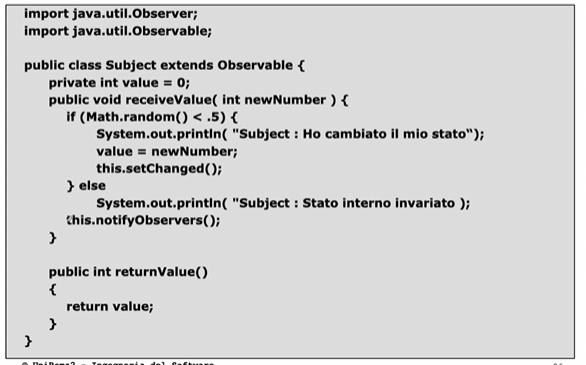 import java.util.Observer;
import java.util.Observable;
public class Subject extends Observable {
private int value = 0;
public void receiveValue( int newNumber ) {
if (Math.random() < .5) {
System.out.println( "Subject : Ho cambiato il mio stato");
value = newNumber;
this.setChanged();
} else
System.out.println( "Subject : Stato interno invariato );
this.notifyObservers();
}
public int returnValue()
{
return value;
}
}
© UniRoma2 - Ingegneria del Software